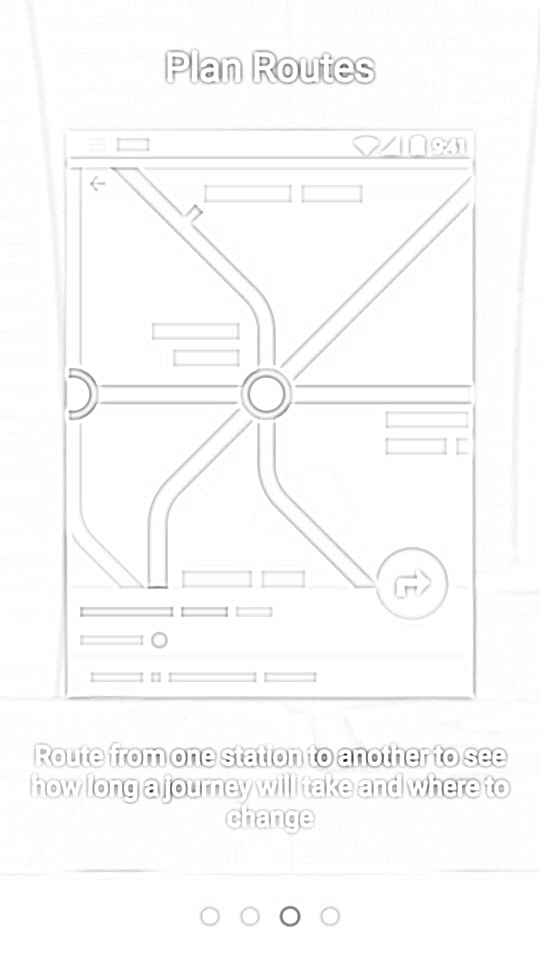 Plan Routes
9:41
Route from one station to another to see
how long a journey will take and where to
change